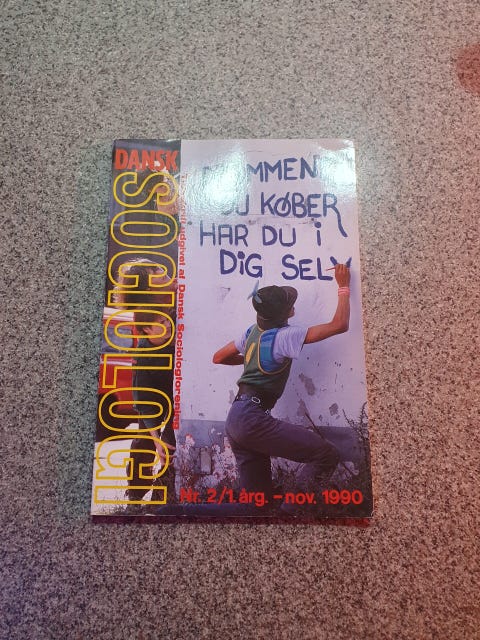 DANSK
SOCIOLOGI
Tidsskrift udgivet af Dansk Sociologforening
DU KØBER
HAR DU i
DiG SELV
Nr. 2/1. årg. – nov. 1990